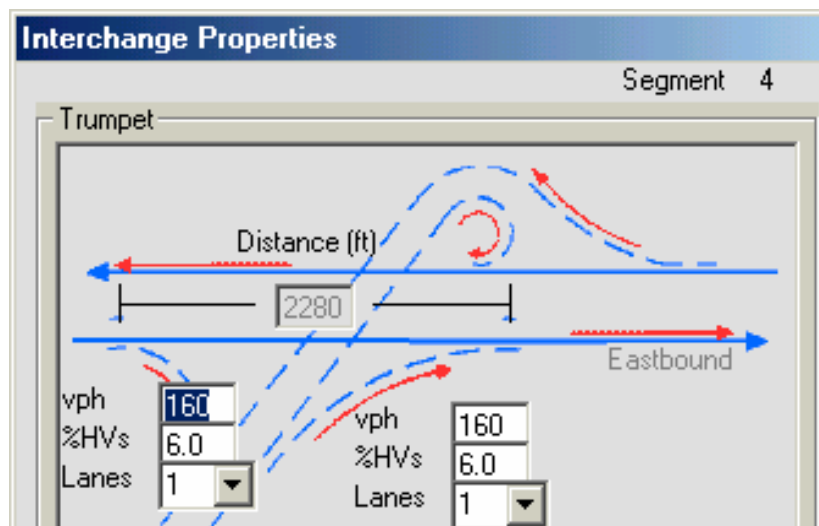 Interchange Properties
Segment 4
Trumpet
Distance (ft)
2280
Eastbound
vph 160
%HVs 6.0
Lanes 1
vph 160
%HVs 6.0
Lanes 1